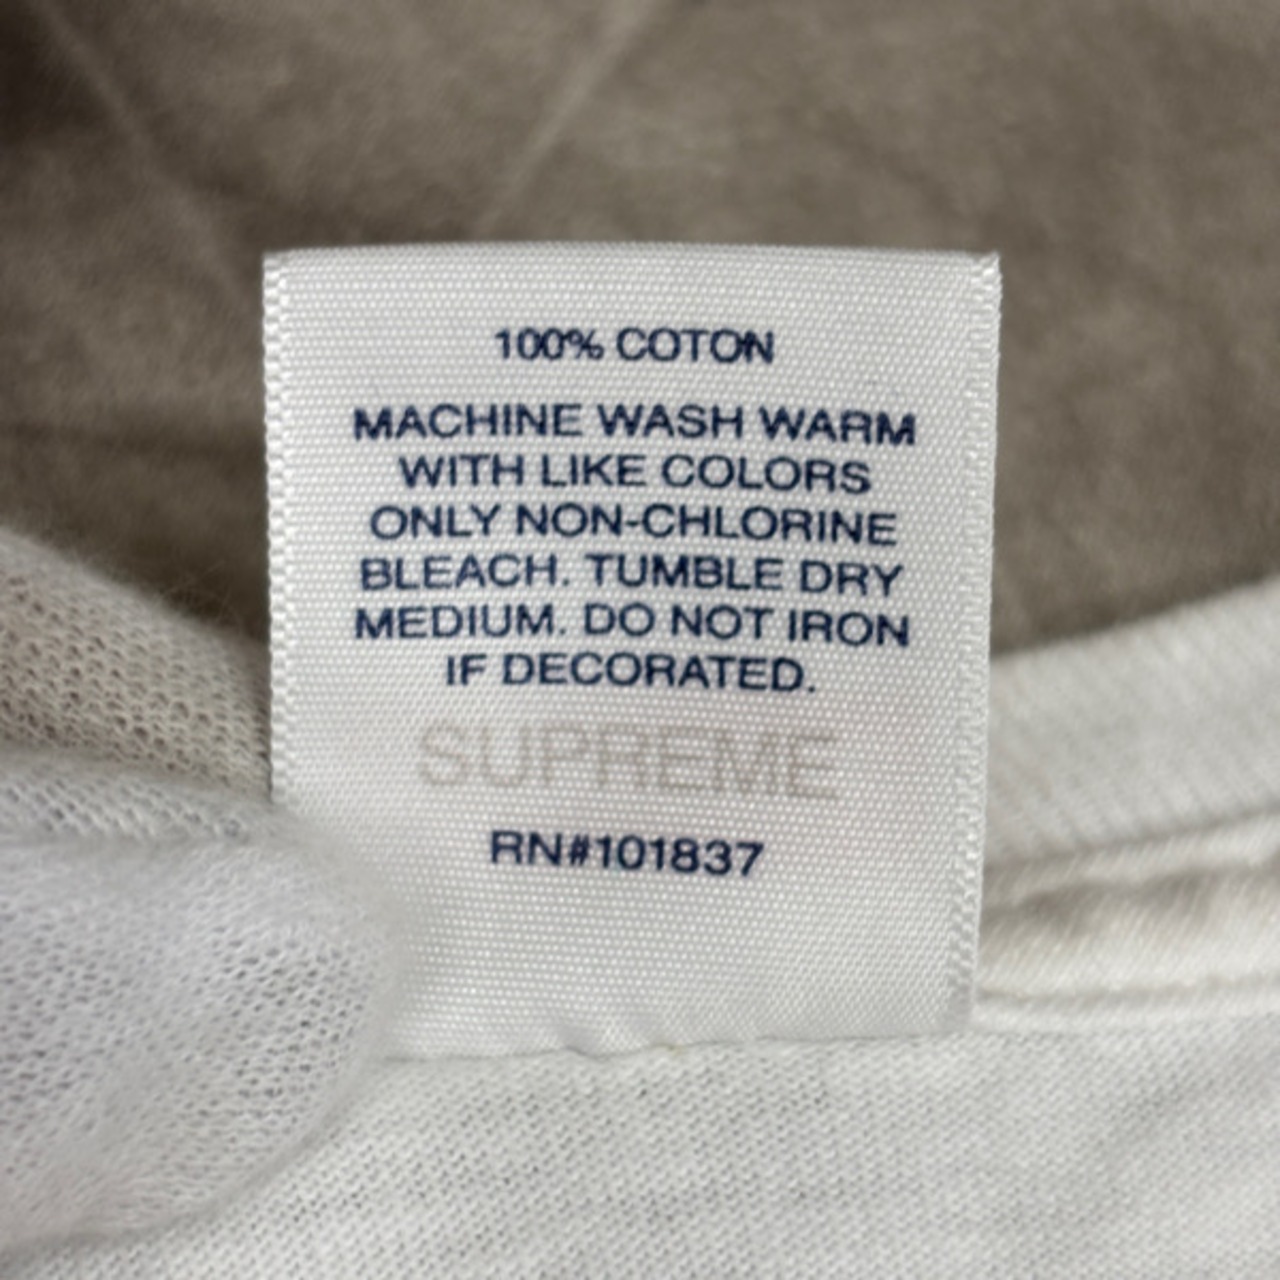 100% COTON
MACHINE WASH WARM
WITH LIKE COLORS
ONLY NON-CHLORINE
BLEACH. TUMBLE DRY
MEDIUM. DO NOT IRON
IF DECORATED.
SUPREME
RN#101837